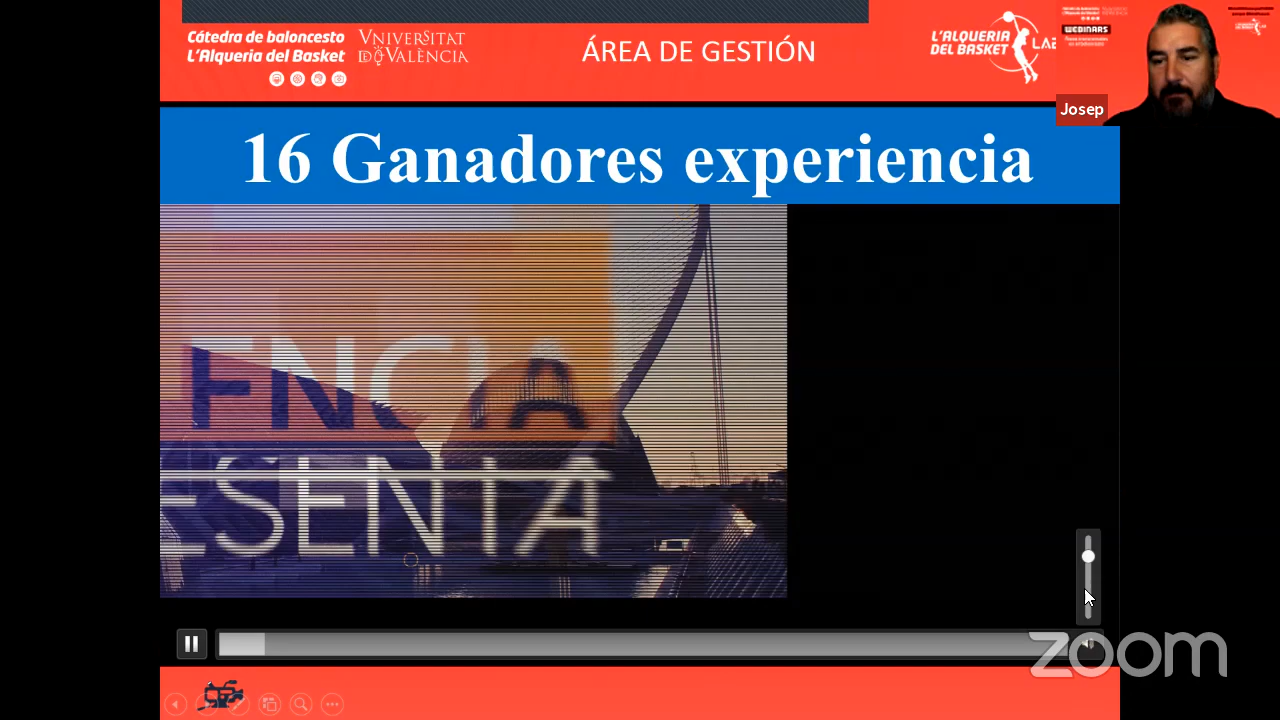 Cátedra de baloncesto
L'Alqueria del Basket
VNIVERSITAT
DE VALÈNCIA
ÁREA DE GESTIÓN
L'ALQUERIA
DEL BASKET
LAB
WEBINARS
Josep
16 Ganadores experiencia
ENCIA
ESENTA
zoom